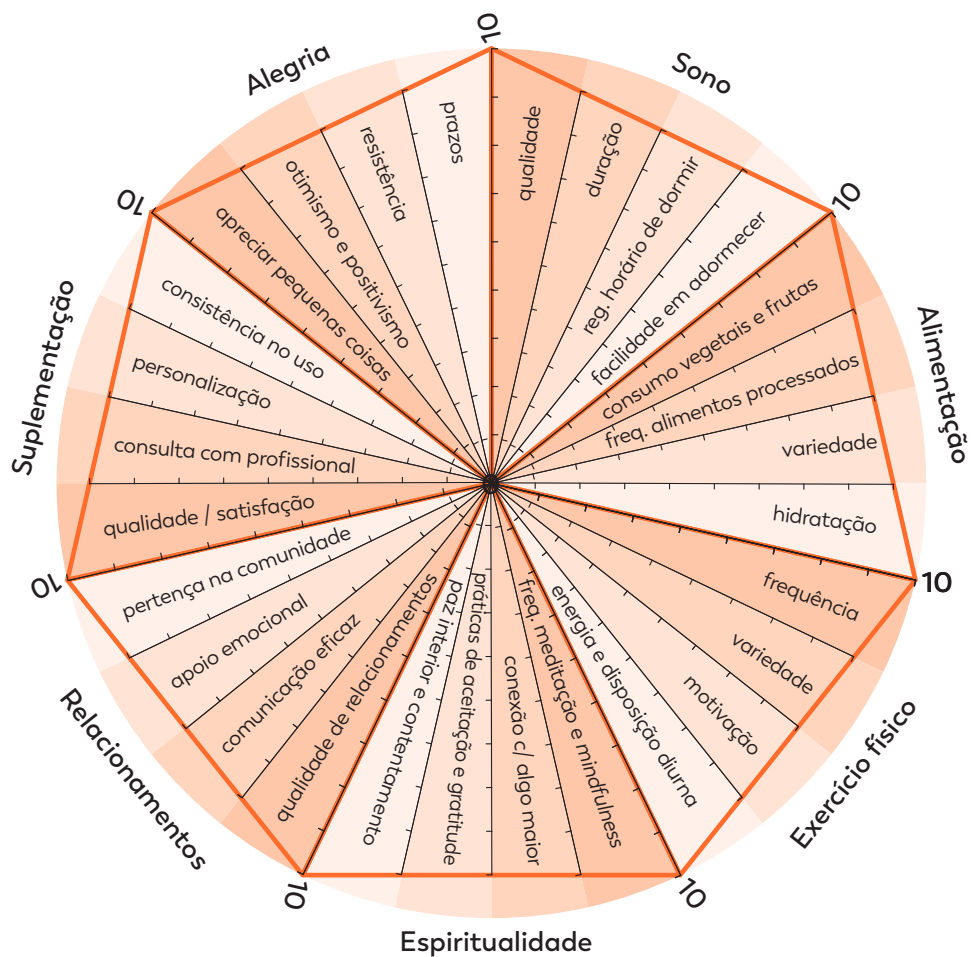 10
Sono
qualidade
duração
reg. horário de dormir
facilidade em adormecer
10
Alimentação
consumo vegetais e frutas
freq. alimentos processados
variedade
hidratação
10
Exercício físico
frequência
variedade
motivação
energia e disposição diurna
10
Espiritualidade
freq. meditação e mindfulness
conexão c/ algo maior
práticas de aceitação e gratitude
paz interior e contentamento
10
Relacionamentos
qualidade de relacionamentos
comunicação eficaz
apoio emocional
pertença na comunidade
10
Suplementação
qualidade / satisfação
consulta com profissional
personalização
consistência no uso
10
Alegria
apreciar pequenas coisas
otimismo e positivismo
resistência
prazos